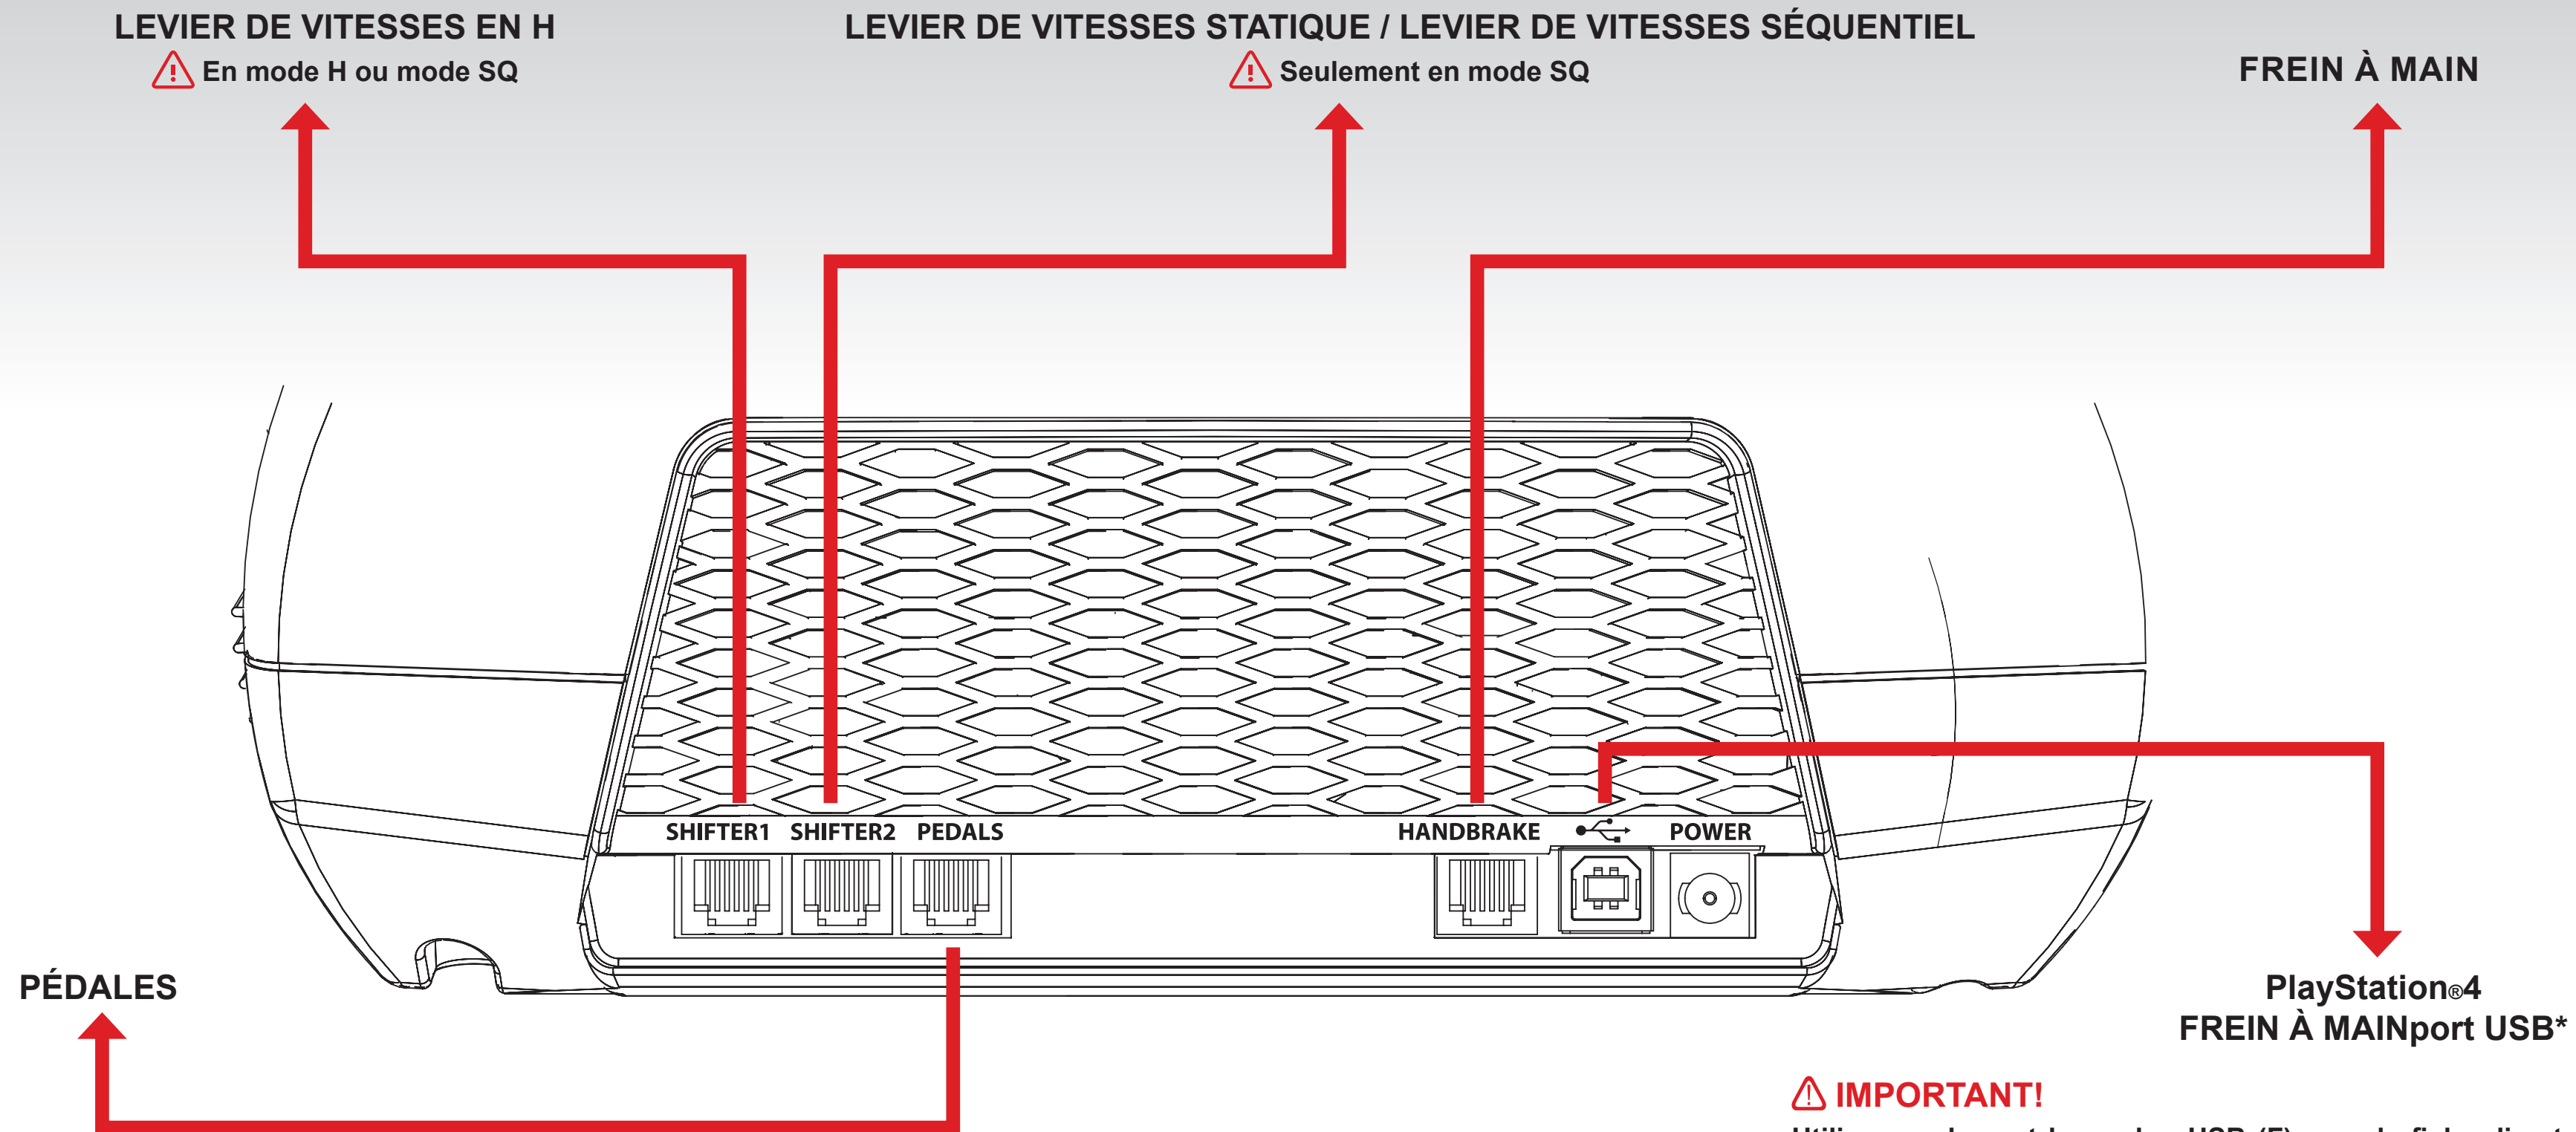 LEVIER DE VITESSES EN H
En mode H ou mode SQ
LEVIER DE VITESSES STATIQUE / LEVIER DE VITESSES SÉQUENTIEL
Seulement en mode SQ
FREIN À MAIN
SHIFTER1 SHIFTER2 PEDALS
HANDBRAKE POWER
PÉDALES
PlayStation®4
FREIN À MAINport USB*
IMPORTANT!